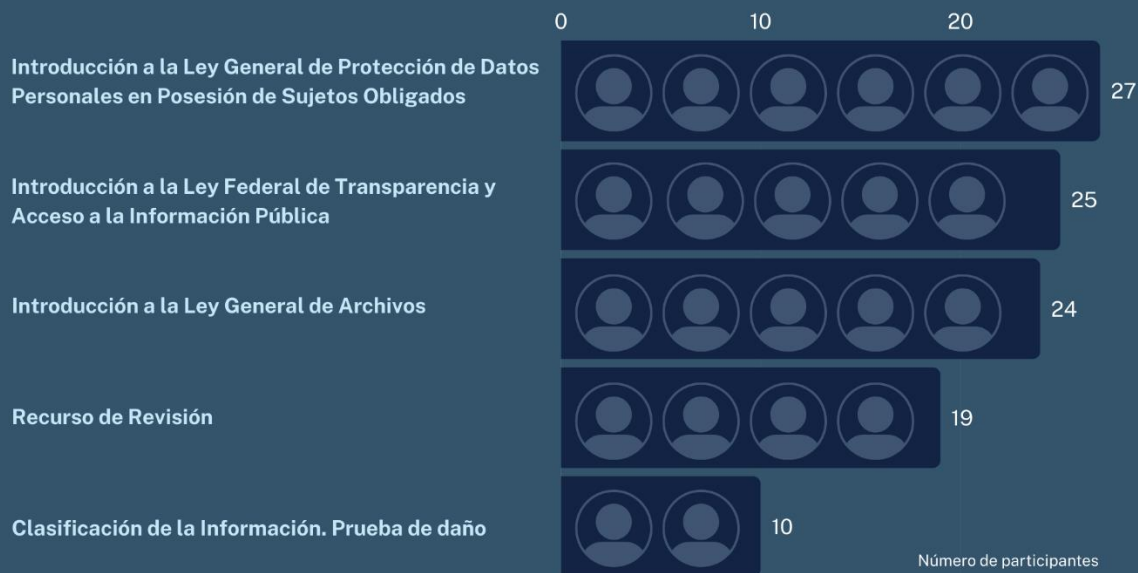 0 10 20
Introducción a la Ley General de Protección de Datos
Personales en Posesión de Sujetos Obligados
27
Introducción a la Ley Federal de Transparencia y
Acceso a la Información Pública
25
Introducción a la Ley General de Archivos
24
Recurso de Revisión
19
Clasificación de la Información. Prueba de daño
10
Número de participantes